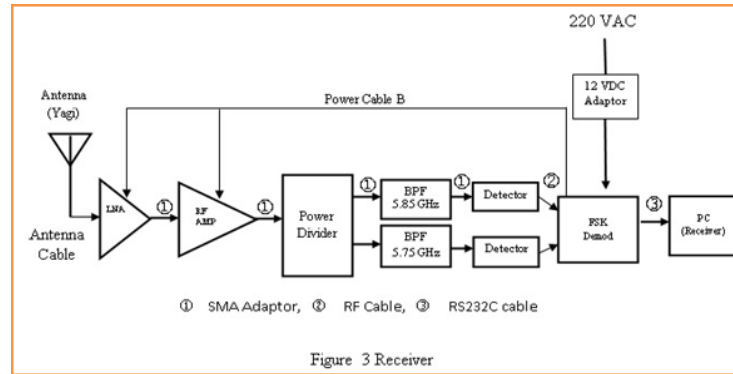 220 VAC
12 VDC
Adaptor
Antenna
(Yagi)
Power Cable B
①
①
①
①
②
LNA
RF
AMP
Power
Divider
BPF
5.85 GHz
Detector
BPF
5.75 GHz
Detector
FSK
Demod
③
PC
(Receiver)
Antenna
Cable
① SMA Adaptor, ② RF Cable, ③ RS232C cable
Figure 3 Receiver